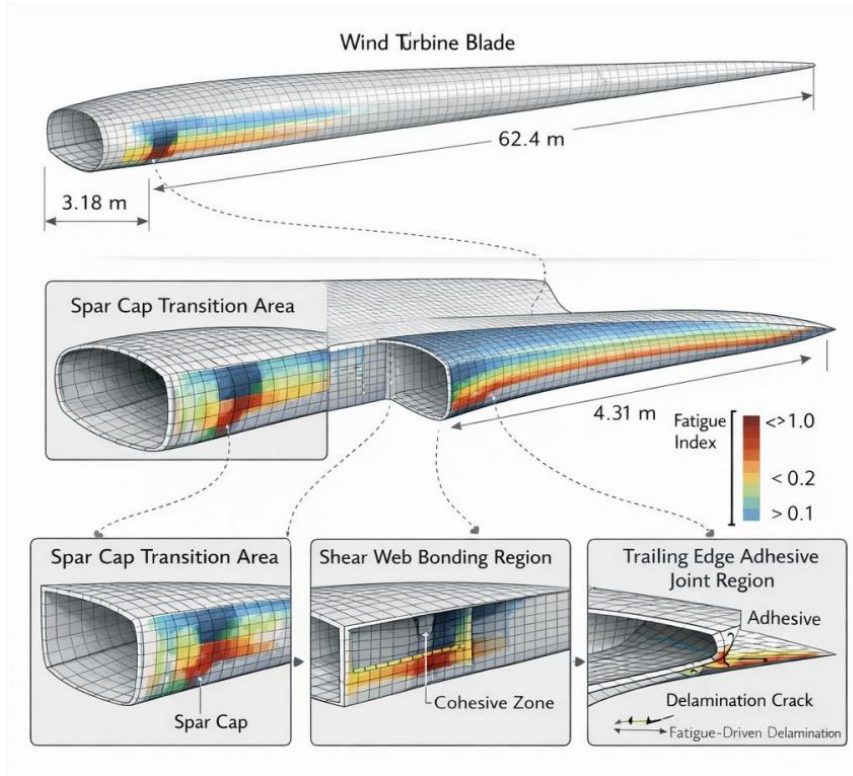 Wind Turbine Blade
62.4 m
3.18 m
Spar Cap Transition Area
4.31 m
Fatigue
Index
<>1.0
< 0.2
> 0.1
Spar Cap Transition Area
Spar Cap
Shear Web Bonding Region
Cohesive Zone
Trailing Edge Adhesive
Joint Region
Adhesive
Delamination Crack
Fatigue-Driven Delamination